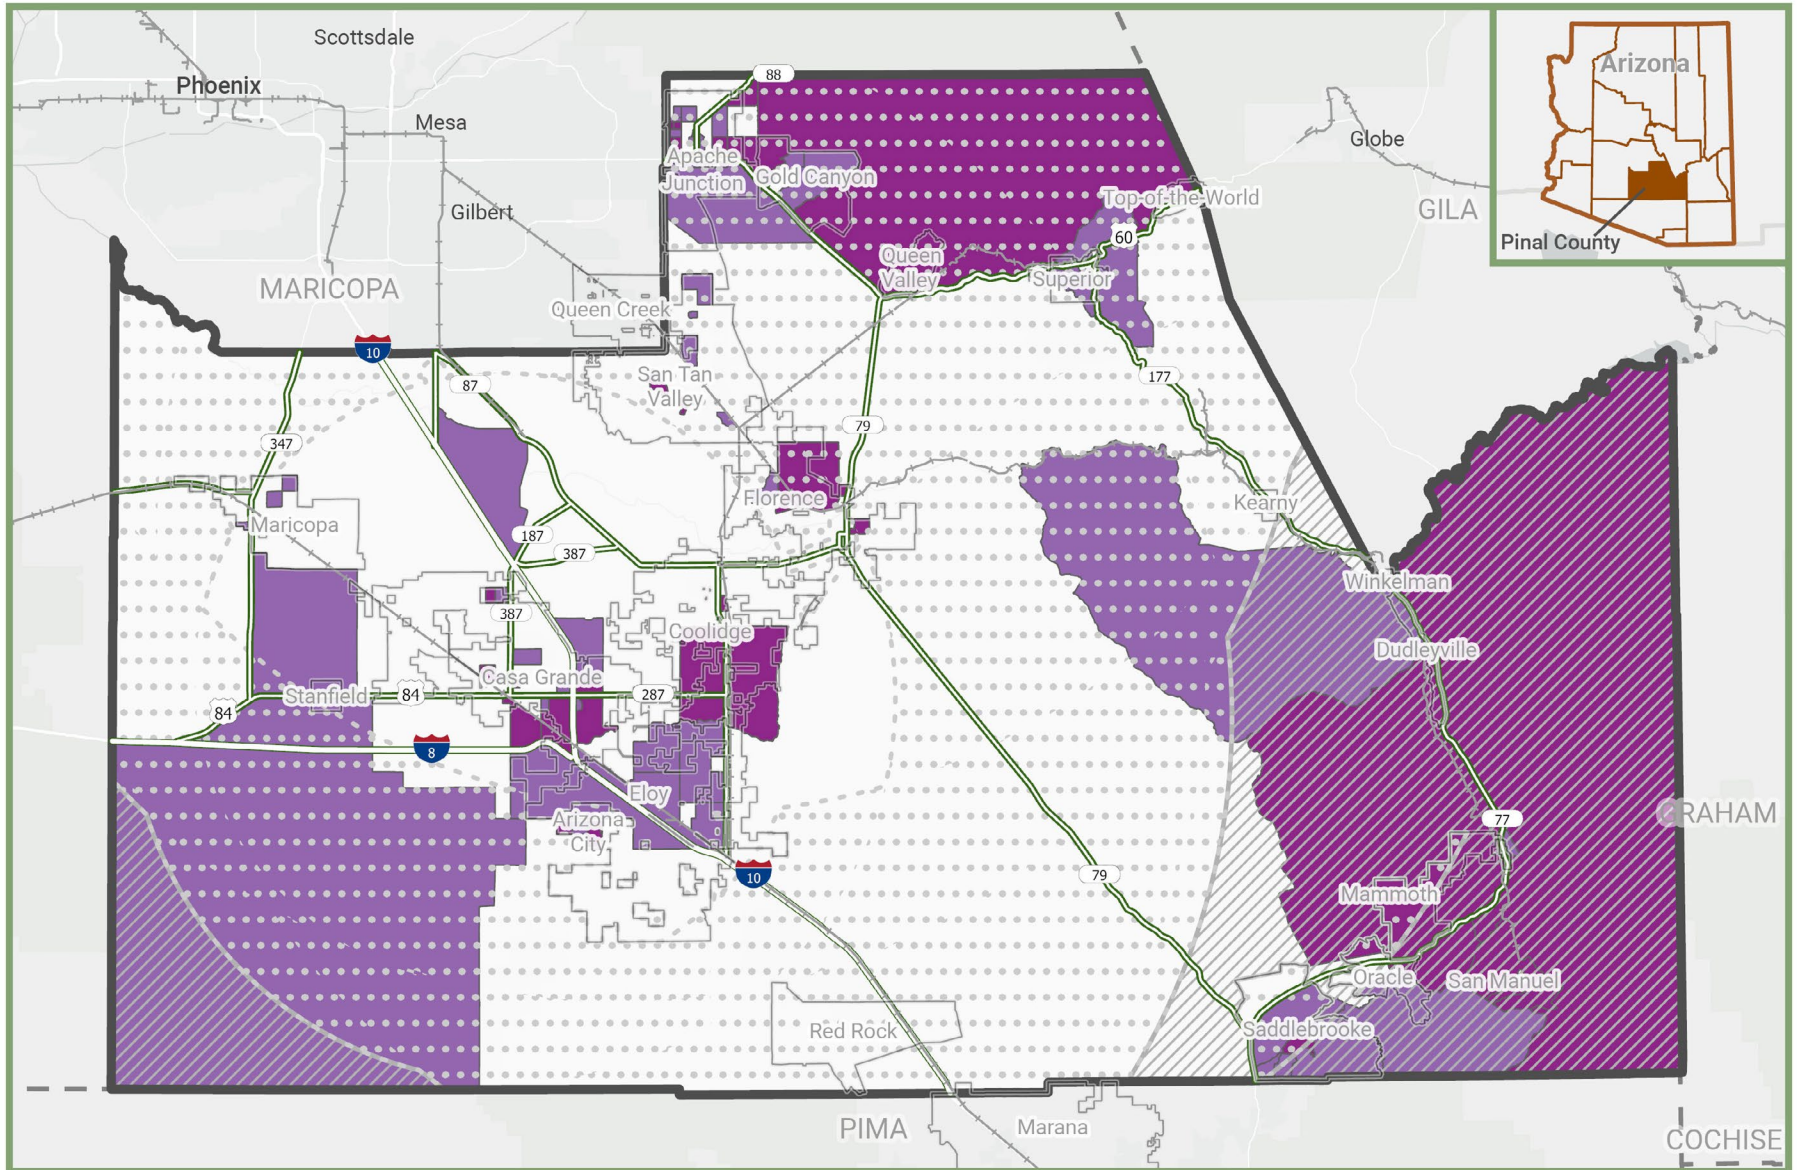 Scottsdale
Phoenix
Mesa
Gilbert
MARICOPA
Queen Creek
88
Apache
Junction
Gold Canyon
Top-of-the-World
60
Queen
Valley
Superior
Globe
GILA
Arizona
Pinal County
10
87
347
San Tan
Valley
79
177
Maricopa
187
387
Florence
Kearny
Winkelman
387
Coolidge
Dudleyville
Casa Grande
Stanfield
84
287
84
8
Eloy
Arizona
City
10
79
77
GRAHAM
Mammoth
Oracle
San Manuel
Red Rock
Saddlebrooke
PIMA
Marana
COCHISE